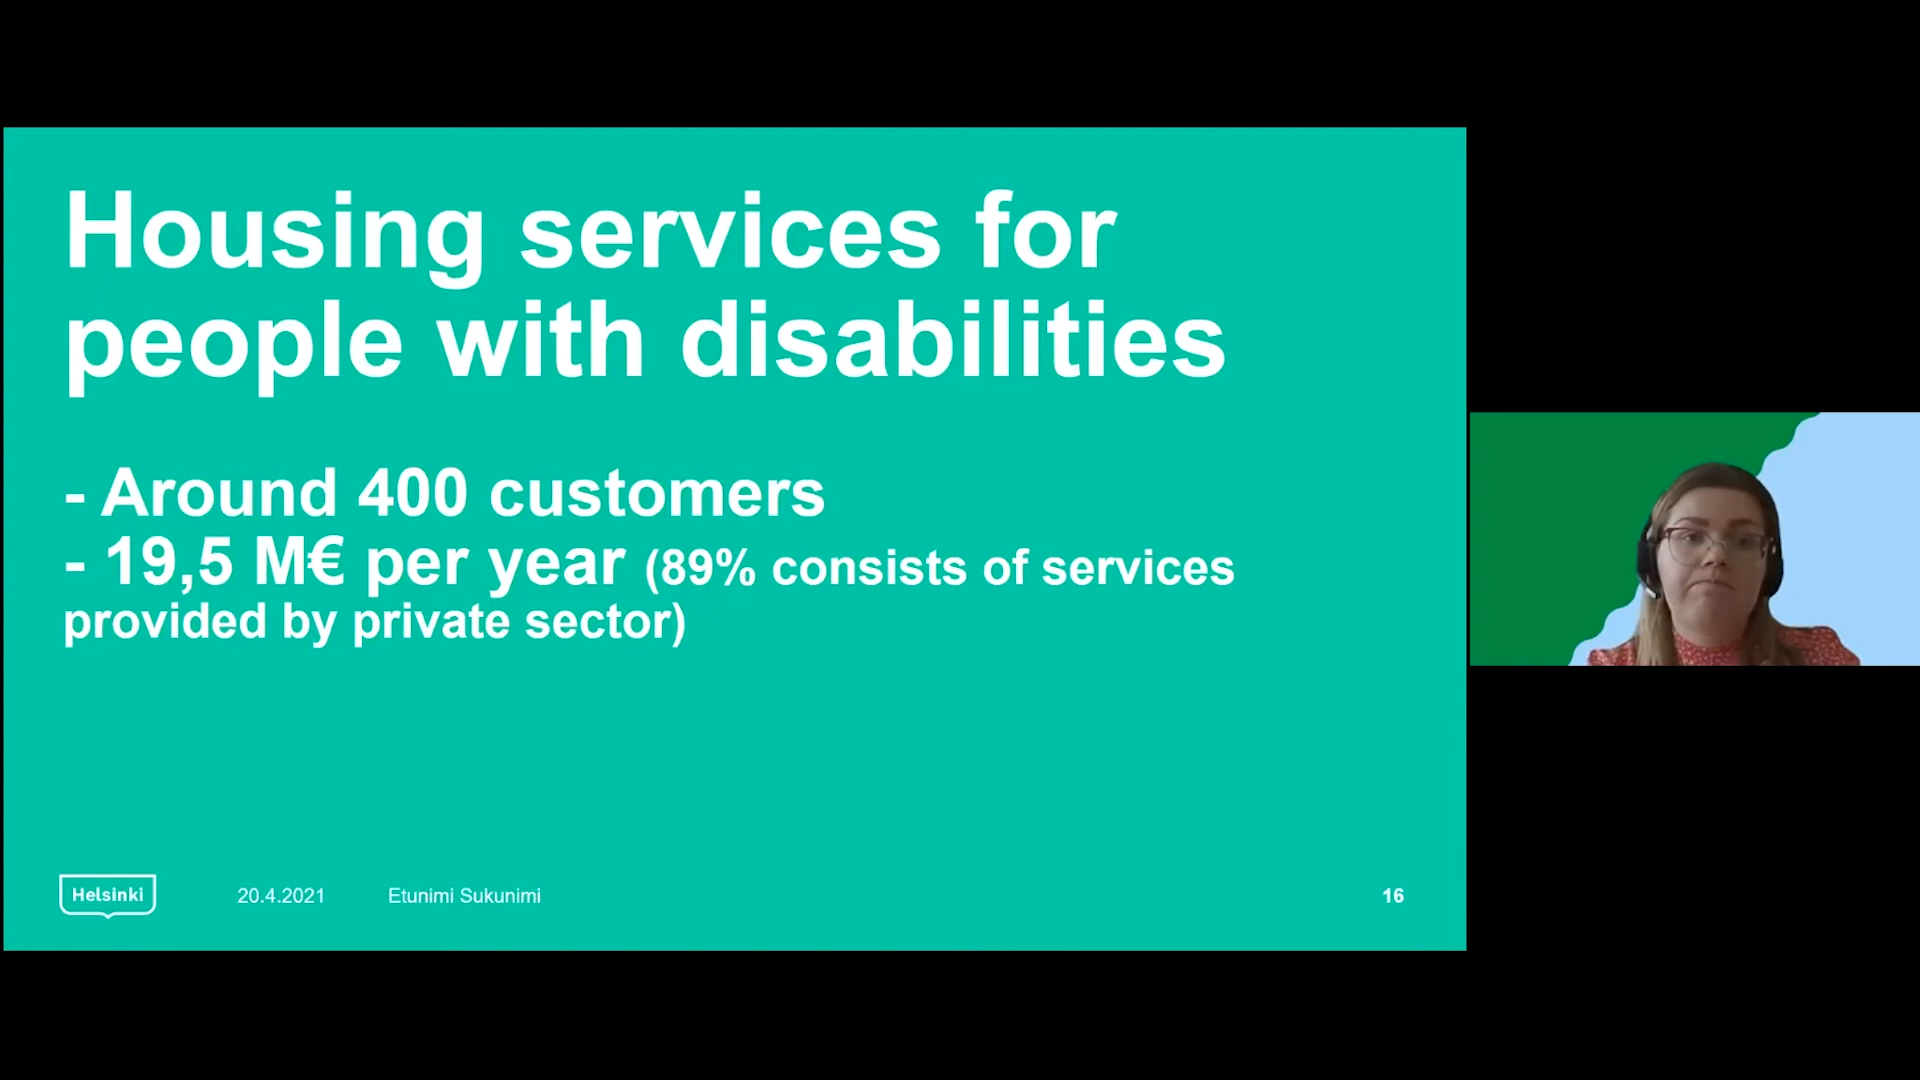 Housing services for
people with disabilities
- Around 400 customers
- 19,5 M€ per year (89% consists of services
provided by private sector)
Helsinki 20.4.2021 Etunimi Sukunimi 16